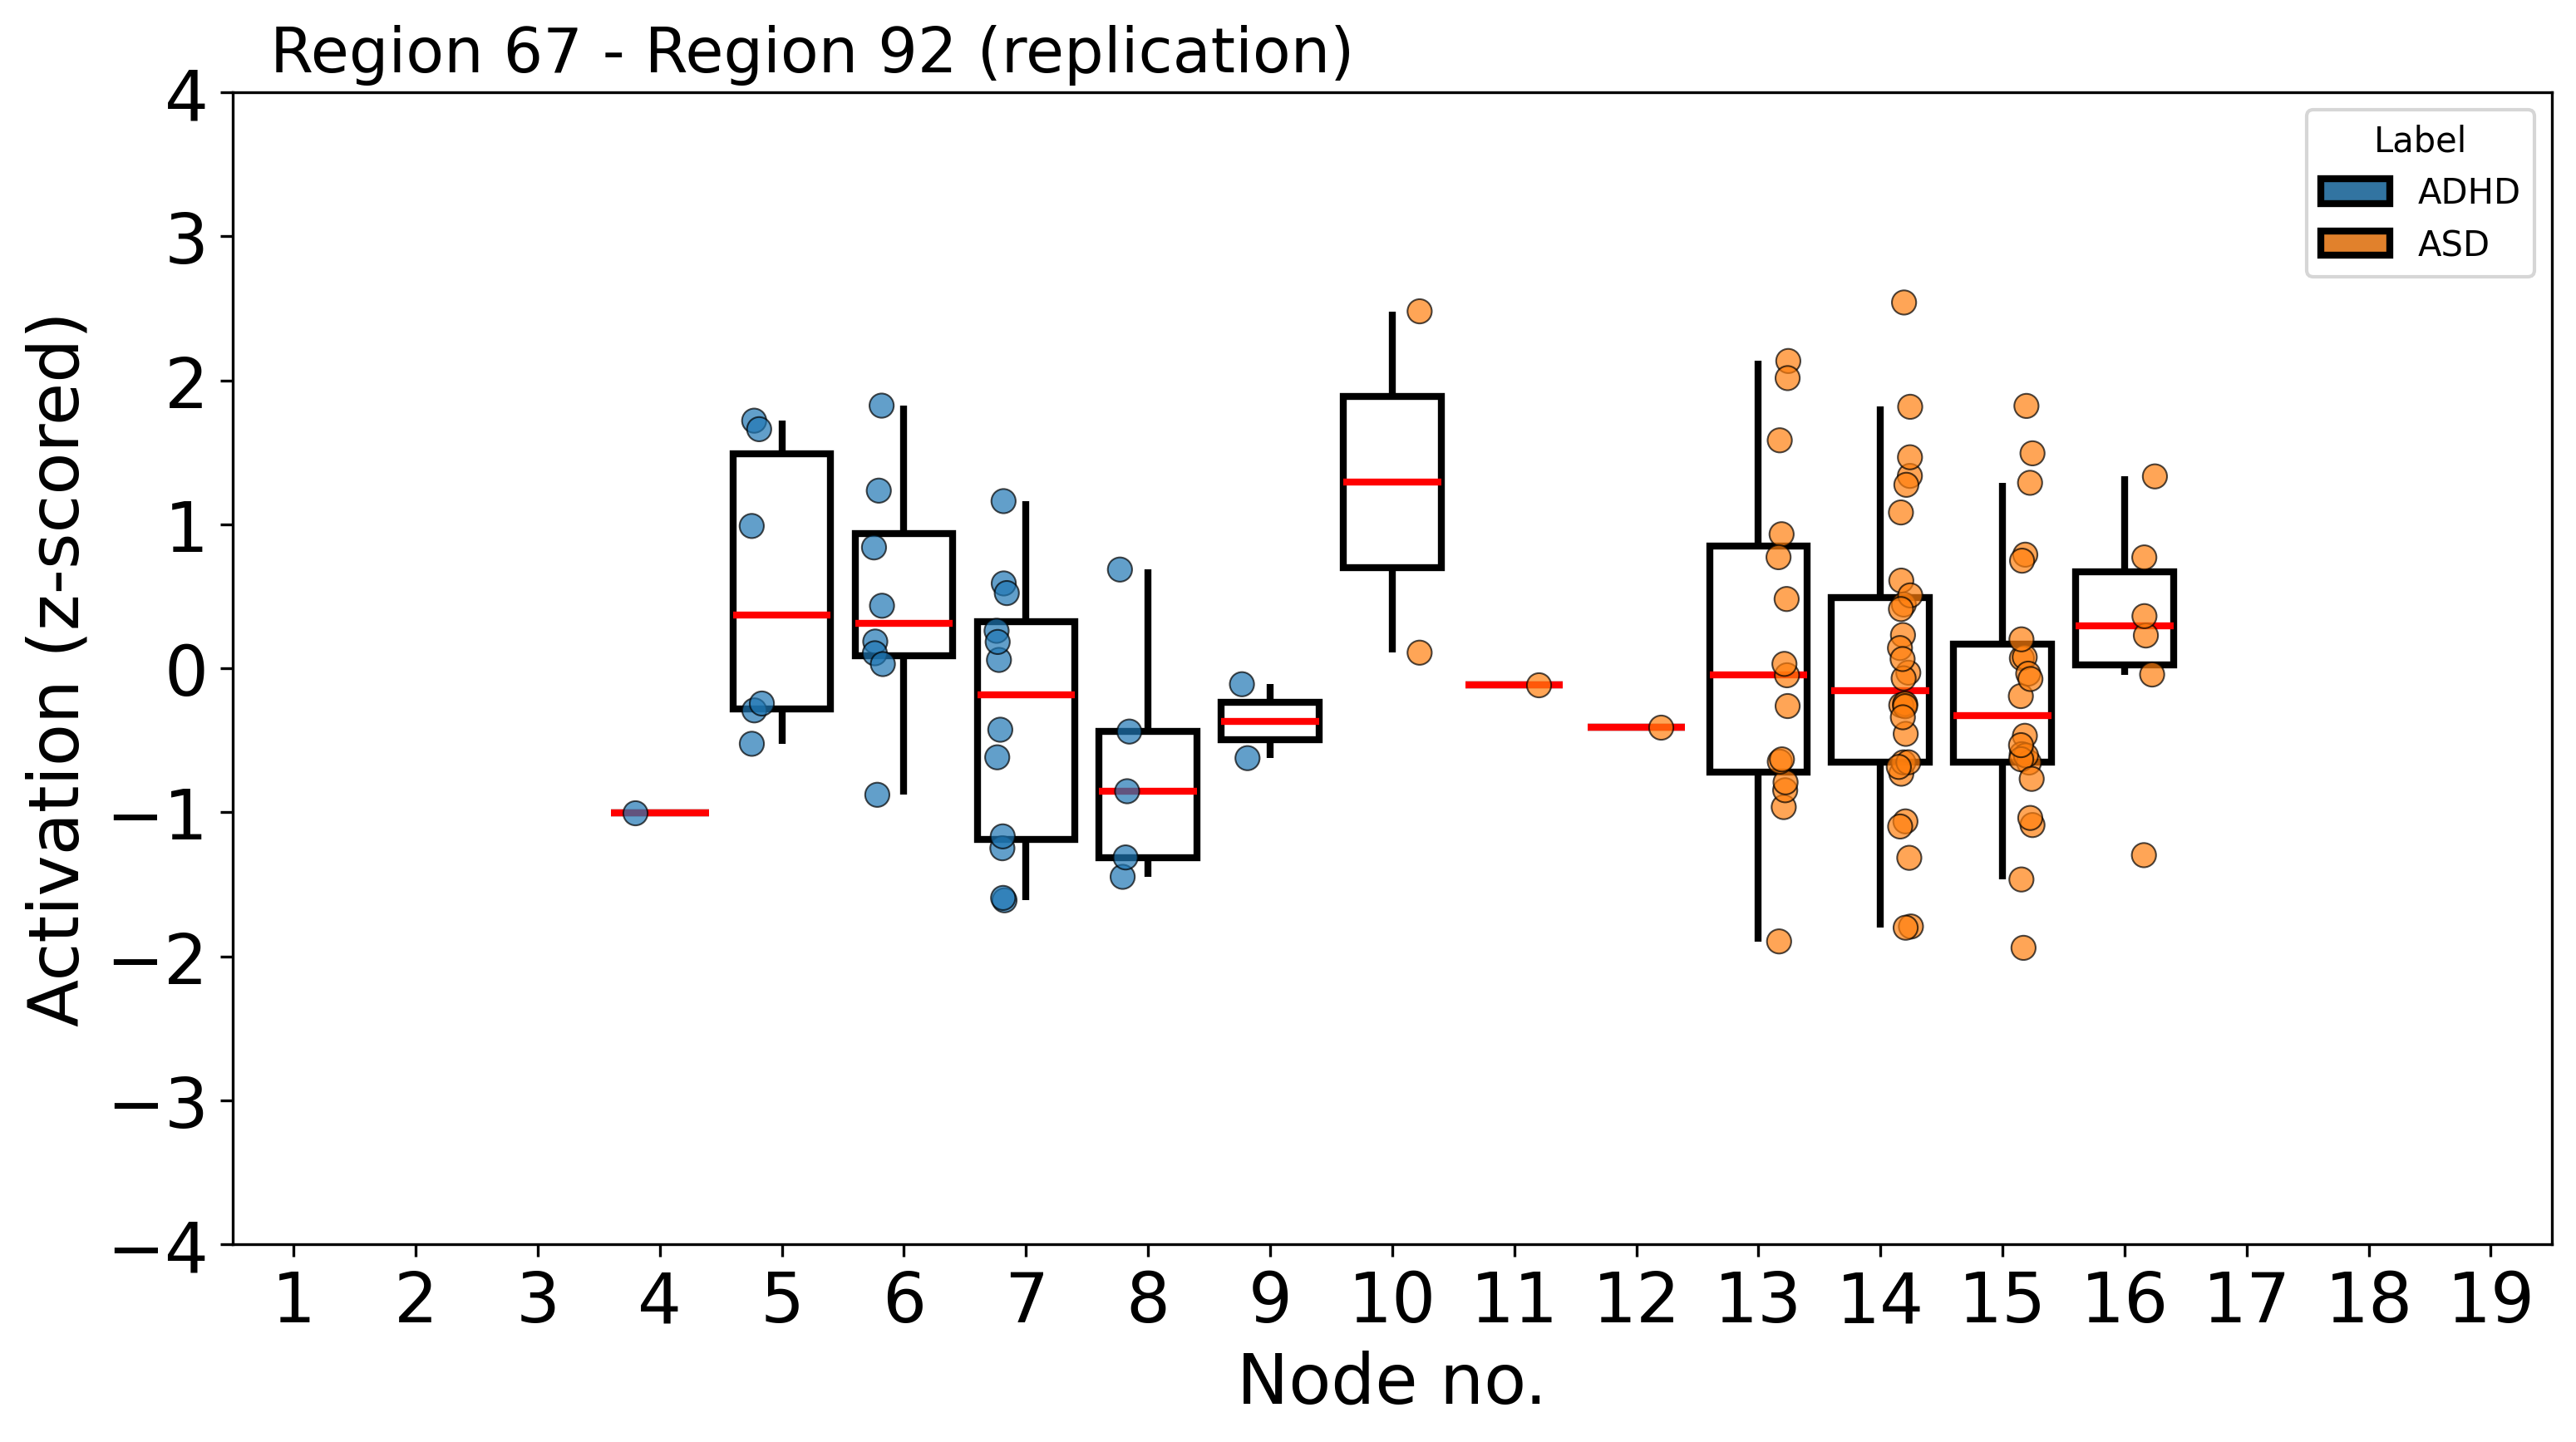 Region 67 - Region 92 (replication)
4
3
2
1
0
−1
−2
−3
−4
Activation (z-scored)
Label
ADHD
ASD
1 2 3 4 5 6 7 8 9 10 11 12 13 14 15 16 17 18 19
Node no.